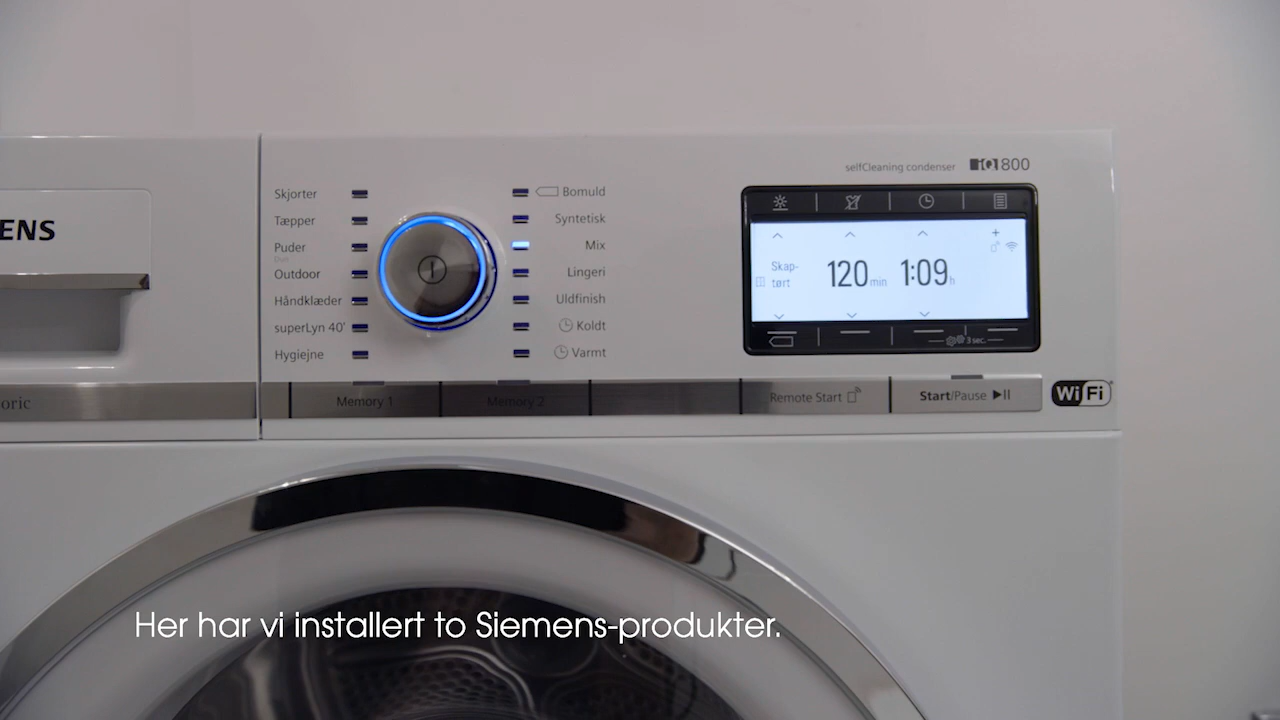 selfCleaning condenser iQ800
ENS
Skjorter
Tæpper
Puder
Outdoor
Håndklæder
superLyn 40'
Hygiejne
Bomuld
Syntetisk
Mix
Lingeri
Uldfinish
Koldt
Varmt
Skap-
tørt
120 min
1:09 h
3 sec.
oric
Memory 1
Memory 2
Remote Start
Start/Pause
WiFi
Her har vi installert to Siemens-produkter.